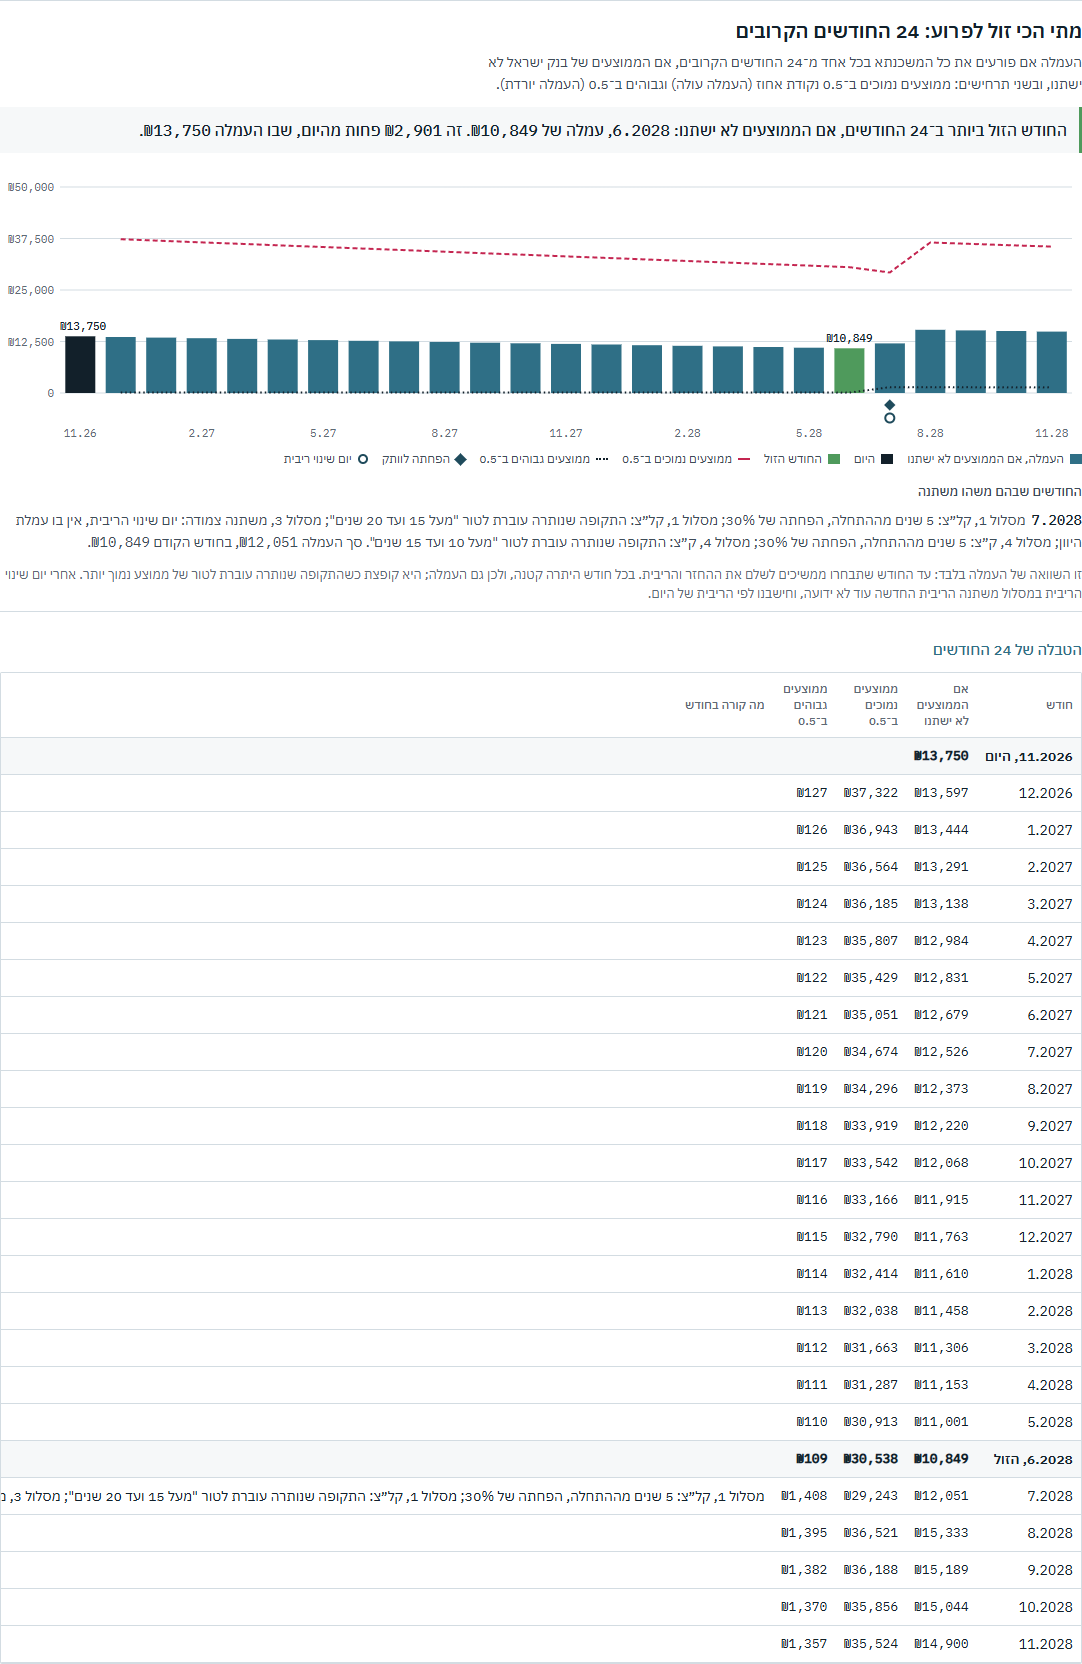 מתי הכי זול לפרוע: 24 החודשים הקרובים
העמלה אם פורעים את כל המשכנתא בכל אחד מ־24 החודשים הקרובים, אם הממוצעים של בנק ישראל לא
ישתנו, ובשני תרחישים: ממוצעים נמוכים ב־0.5 נקודת אחוז (העמלה עולה) וגבוהים ב־0.5 (העמלה יורדת).
החודש הזול ביותר ב־24 החודשים, אם הממוצעים לא ישתנו: 6.2028, עמלה של ₪10,849. זה ₪2,901 פחות מהיום, שבו העמלה ₪13,750.
₪50,000
₪37,500
₪25,000
₪12,500
0
₪13,750
₪10,849
11.26 2.27 5.27 8.27 11.27 2.28 5.28 8.28 11.28
העמלה, אם הממוצעים לא ישתנו היום החודש הזול ממוצעים נמוכים ב־0.5 ממוצעים גבוהים ב־0.5 הפחתה לוותק יום שינוי ריבית
החודשים שבהם משהו משתנה
7.2028 מסלול 1, קל״צ: 5 שנים מההתחלה, הפחתה של 30%; מסלול 1, קל״צ: התקופה שנותרה עוברת לטור "מעל 15 ועד 20 שנים"; מסלול 3, משתנה צמודה: יום שינוי הריבית, אין בו עמלת
היוון; מסלול 4, ק״צ: 5 שנים מההתחלה, הפחתה של 30%; מסלול 4, ק״צ: התקופה שנותרה עוברת לטור "מעל 10 ועד 15 שנים". סך העמלה ₪12,051, בחודש הקודם ₪10,849.
זו השוואה של העמלה בלבד: עד החודש שתבחרו ממשיכים לשלם את ההחזר והריבית. בכל חודש היתרה קטנה, ולכן גם העמלה; היא קופצת כשהתקופה שנותרה עוברת לטור של ממוצע נמוך יותר. אחרי יום שינוי
הריבית במסלול משתנה הריבית החדשה עוד לא ידועה, וחישבנו לפי הריבית של היום.
הטבלה של 24 החודשים
חודש אם הממוצעים לא ישתנו ממוצעים נמוכים ב־0.5 ממוצעים גבוהים ב־0.5 מה קורה בחודש
11.2026, היום ₪13,750
12.2026 ₪13,597 ₪37,322 ₪127
1.2027 ₪13,444 ₪36,943 ₪126
2.2027 ₪13,291 ₪36,564 ₪125
3.2027 ₪13,138 ₪36,185 ₪124
4.2027 ₪12,984 ₪35,807 ₪123
5.2027 ₪12,831 ₪35,429 ₪122
6.2027 ₪12,679 ₪35,051 ₪121
7.2027 ₪12,526 ₪34,674 ₪120
8.2027 ₪12,373 ₪34,296 ₪119
9.2027 ₪12,220 ₪33,919 ₪118
10.2027 ₪12,068 ₪33,542 ₪117
11.2027 ₪11,915 ₪33,166 ₪116
12.2027 ₪11,763 ₪32,790 ₪115
1.2028 ₪11,610 ₪32,414 ₪114
2.2028 ₪11,458 ₪32,038 ₪113
3.2028 ₪11,306 ₪31,663 ₪112
4.2028 ₪11,153 ₪31,287 ₪111
5.2028 ₪11,001 ₪30,913 ₪110
6.2028, הזול ₪10,849 ₪30,538 ₪109
7.2028 ₪12,051 ₪29,243 ₪1,408 מסלול 1, קל״צ: 5 שנים מההתחלה, הפחתה של 30%; מסלול 1, קל״צ: התקופה שנותרה עוברת לטור "מעל 15 ועד 20 שנים"; מסלול 3,
8.2028 ₪15,333 ₪36,521 ₪1,395
9.2028 ₪15,189 ₪36,188 ₪1,382
10.2028 ₪15,044 ₪35,856 ₪1,370
11.2028 ₪14,900 ₪35,524 ₪1,357